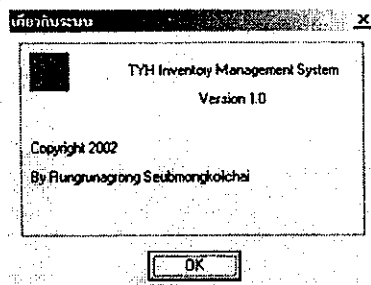 เกี่ยวกับระบบ
TYH Inventoy Management System
Version 1.0
Copyright 2002
By Rungrunagrong Seubmongkolchai
OK